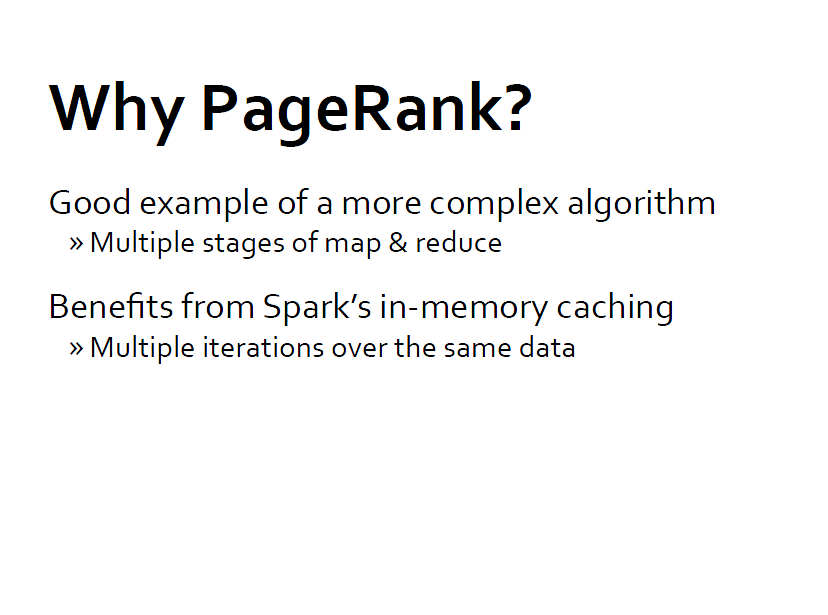 Why PageRank?
Good example of a more complex algorithm
» Multiple stages of map & reduce
Benefits from Spark’s in-memory caching
» Multiple iterations over the same data